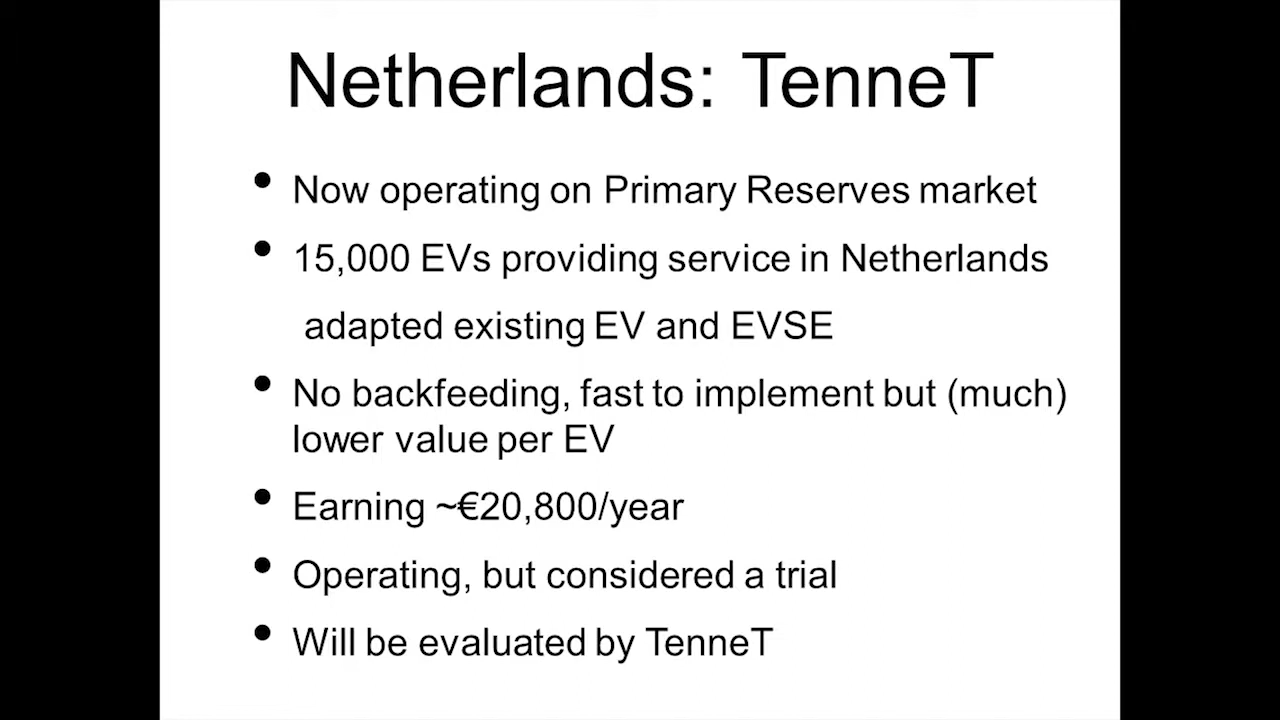 Netherlands: TenneT
• Now operating on Primary Reserves market
• 15,000 EVs providing service in Netherlands
adapted existing EV and EVSE
• No backfeeding, fast to implement but (much)
lower value per EV
• Earning ~€20,800/year
• Operating, but considered a trial
• Will be evaluated by TenneT